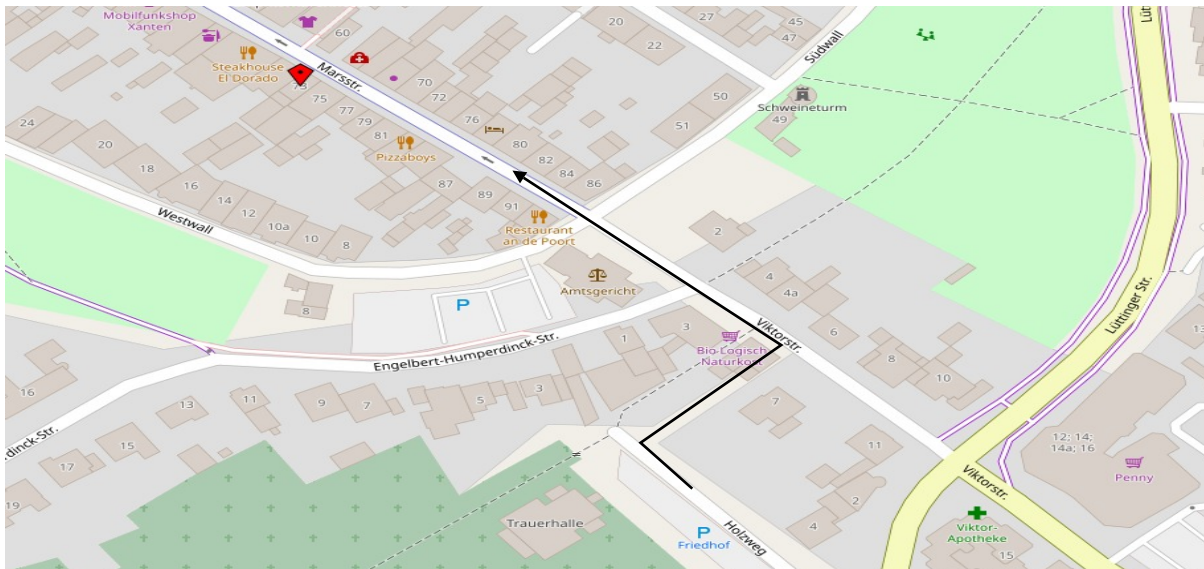 Mobilfunkshop
Xanten
60
20
22
27
45
47
Südwall
Steakhouse
El Dorado
Marsstr.
73
75
77
79
81
70
72
76
80
82
84
86
50
51
Schweineturm
49
Pizzaboys
87
89
91
24
20
18
16
14
12
10a
10
8
Westwall
Restaurant
an de Poort
2
Amtsgericht
P
8
4
4a
Viktorstr.
6
8
10
Lüttinger Str.
Engelbert-Humperdinck-Str.
1
3
Bio-Logisch
Naturkost
16
13
11
9
7
5
3
7
11
12; 14;
14a; 16
Penny
dinck-Str.
15
17
19
Viktorstr.
2
4
Trauerhalle
P
Friedhof
Holzweg
Viktor-
Apotheke
15